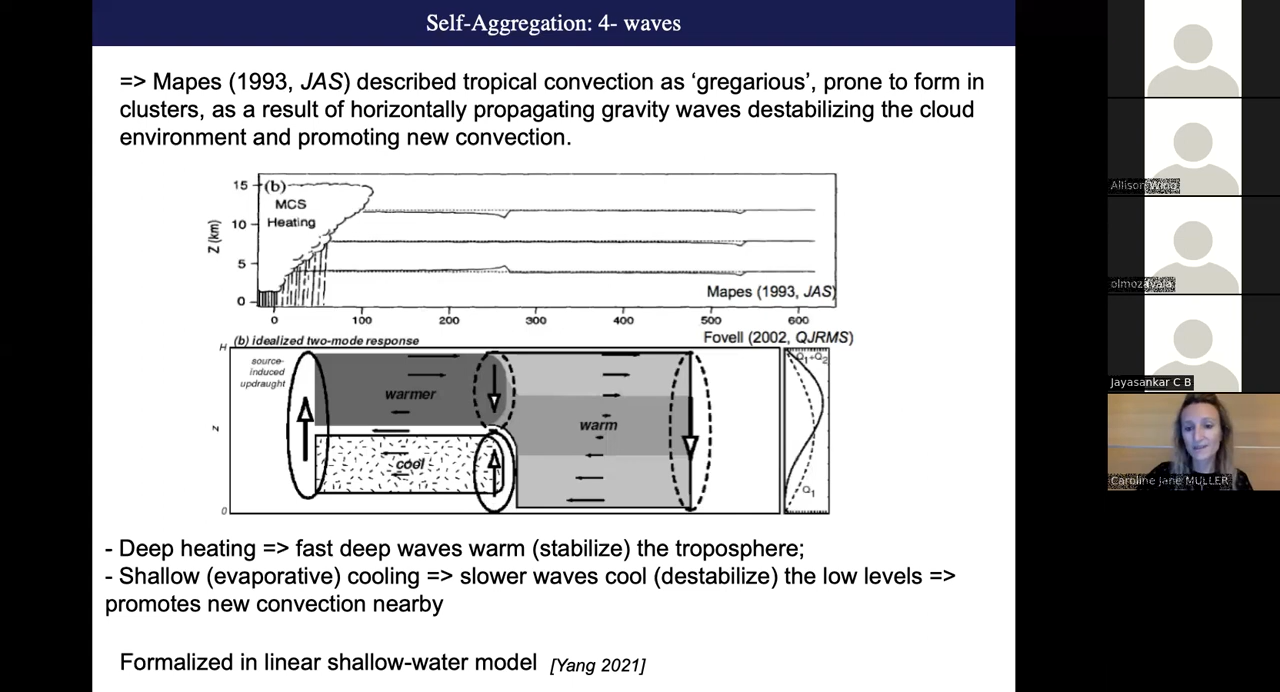 Self-Aggregation: 4- waves
=> Mapes (1993, JAS) described tropical convection as ‘gregarious’, prone to form in
clusters, as a result of horizontally propagating gravity waves destabilizing the cloud
environment and promoting new convection.
(b)
MCS
Heating
Z (km)
15
10
5
0
Mapes (1993, JAS)
0 100 200 300 400 500 600
Fovell (2002, QJRMS)
(b) idealized two-mode response
H
source-
induced
updraught
warmer
cool
warm
z
0
Q1+Q2
Q1
- Deep heating => fast deep waves warm (stabilize) the troposphere;
- Shallow (evaporative) cooling => slower waves cool (destabilize) the low levels =>
promotes new convection nearby
Formalized in linear shallow-water model [Yang 2021]
Allison Wing
olmozavala
Jayasankar C B
Caroline Jane MULLER